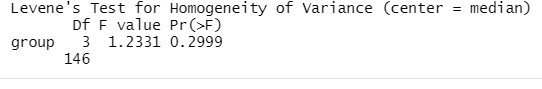 Levene's Test for Homogeneity of Variance (center = median)
Df F value Pr(>F)
group 3 1.2331 0.2999
146